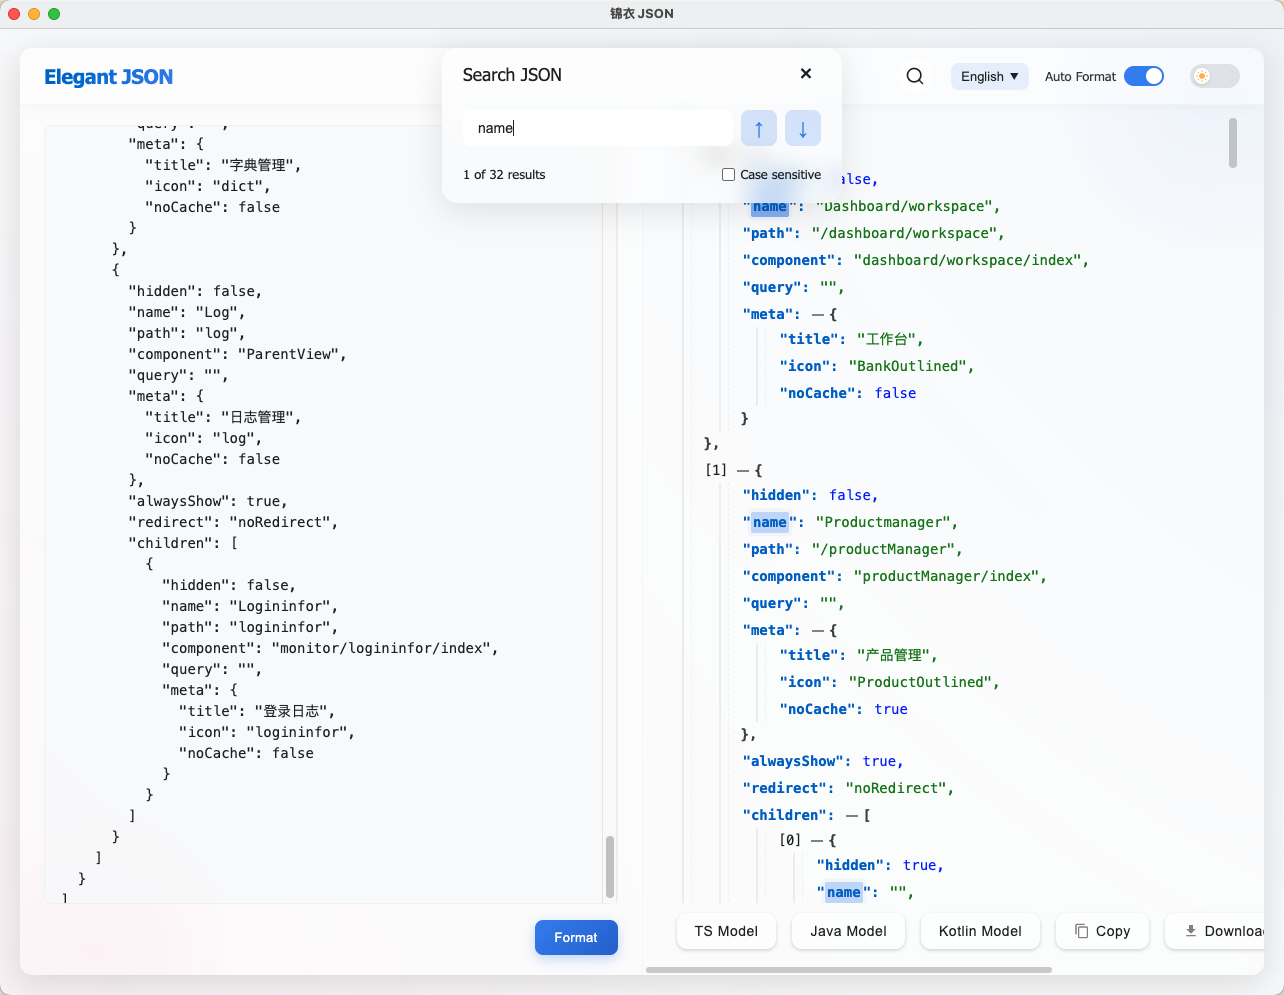 锦衣 JSON
Elegant JSON
Search JSON
English ▼
Auto Format
name
↑
↓
1 of 32 results
Case sensitive
"meta": {
"title": "字典管理",
"icon": "dict",
"noCache": false
}
},
{
"hidden": false,
"name": "Log",
"path": "log",
"component": "ParentView",
"query": "",
"meta": {
"title": "日志管理",
"icon": "log",
"noCache": false
},
"alwaysShow": true,
"redirect": "noRedirect",
"children": [
{
"hidden": false,
"name": "Logininfor",
"path": "logininfor",
"component": "monitor/logininfor/index",
"query": "",
"meta": {
"title": "登录日志",
"icon": "logininfor",
"noCache": false
}
}
]
}
]
}
]
Format
alse,
"name": "Dashboard/workspace",
"path": "/dashboard/workspace",
"component": "dashboard/workspace/index",
"query": "",
"meta": — {
"title": "工作台",
"icon": "BankOutlined",
"noCache": false
}
},
[1] — {
"hidden": false,
"name": "Productmanager",
"path": "/productManager",
"component": "productManager/index",
"query": "",
"meta": — {
"title": "产品管理",
"icon": "ProductOutlined",
"noCache": true
},
"alwaysShow": true,
"redirect": "noRedirect",
"children": — [
[0] — {
"hidden": true,
"name": "",
TS Model
Java Model
Kotlin Model
Copy
Downloa